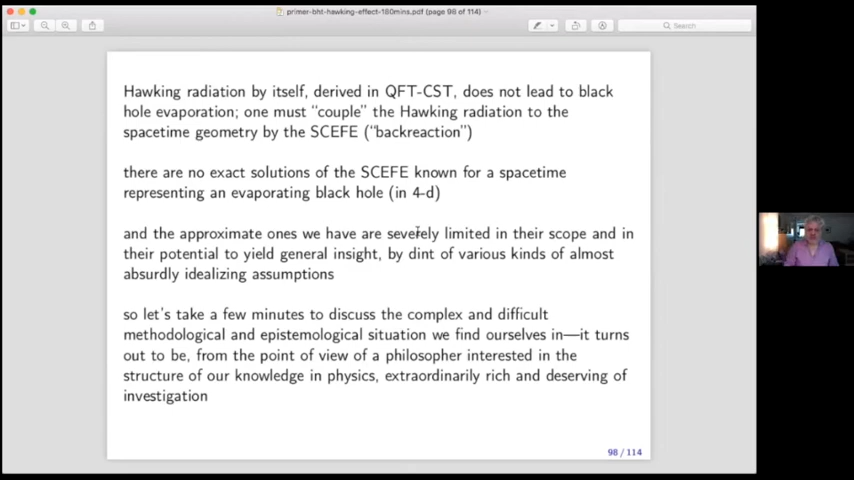 primer-bht-hawking-effect-180mins.pdf (page 98 of 114)
Search
Hawking radiation by itself, derived in QFT-CST, does not lead to black
hole evaporation; one must “couple” the Hawking radiation to the
spacetime geometry by the SCEFE (“backreaction”)
there are no exact solutions of the SCEFE known for a spacetime
representing an evaporating black hole (in 4-d)
and the approximate ones we have are severely limited in their scope and in
their potential to yield general insight, by dint of various kinds of almost
absurdly idealizing assumptions
so let's take a few minutes to discuss the complex and difficult
methodological and epistemological situation we find ourselves in—it turns
out to be, from the point of view of a philosopher interested in the
structure of our knowledge in physics, extraordinarily rich and deserving of
investigation
98 / 114